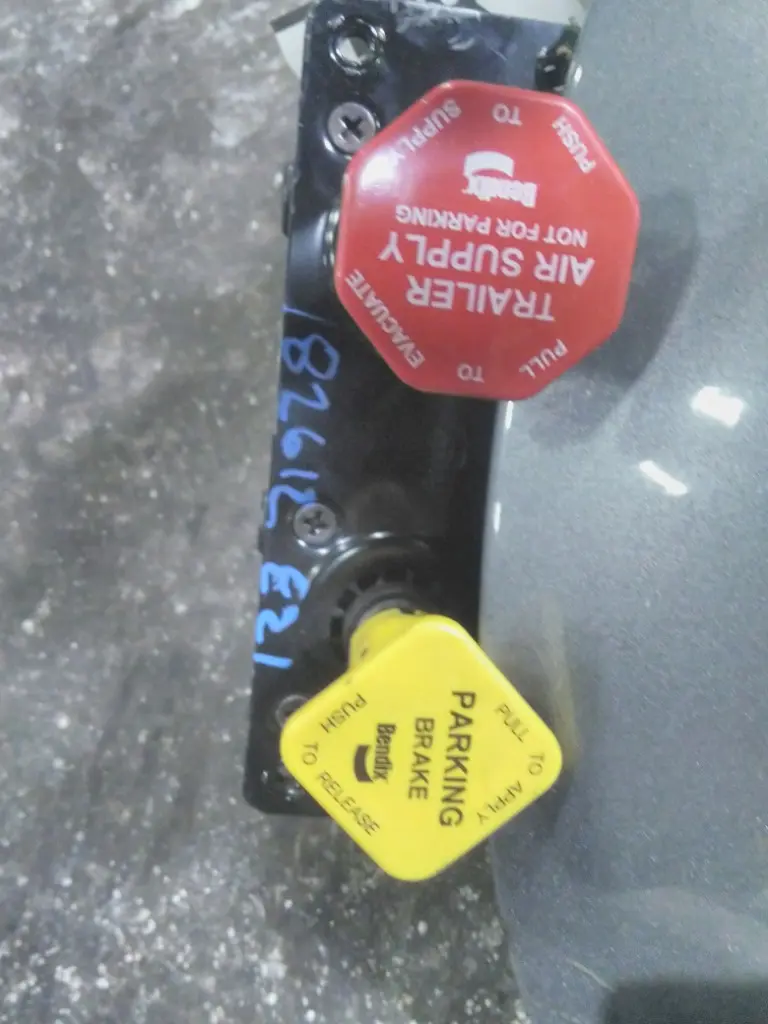 PULL TO EVACUATE
TRAILER
AIR SUPPLY
NOT FOR PARKING
Bendix
PUSH TO SUPPLY
PULL TO APPLY
PARKING
BRAKE
Bendix
PUSH TO RELEASE